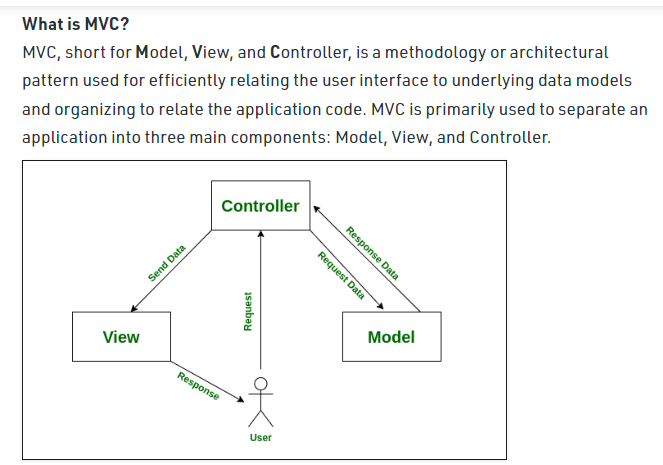 What is MVC?
MVC, short for Model, View, and Controller, is a methodology or architectural
pattern used for efficiently relating the user interface to underlying data models
and organizing to relate the application code. MVC is primarily used to separate an
application into three main components: Model, View, and Controller.
Controller
Send Data
Request
Request Data
Response Data
View
Model
Response
User